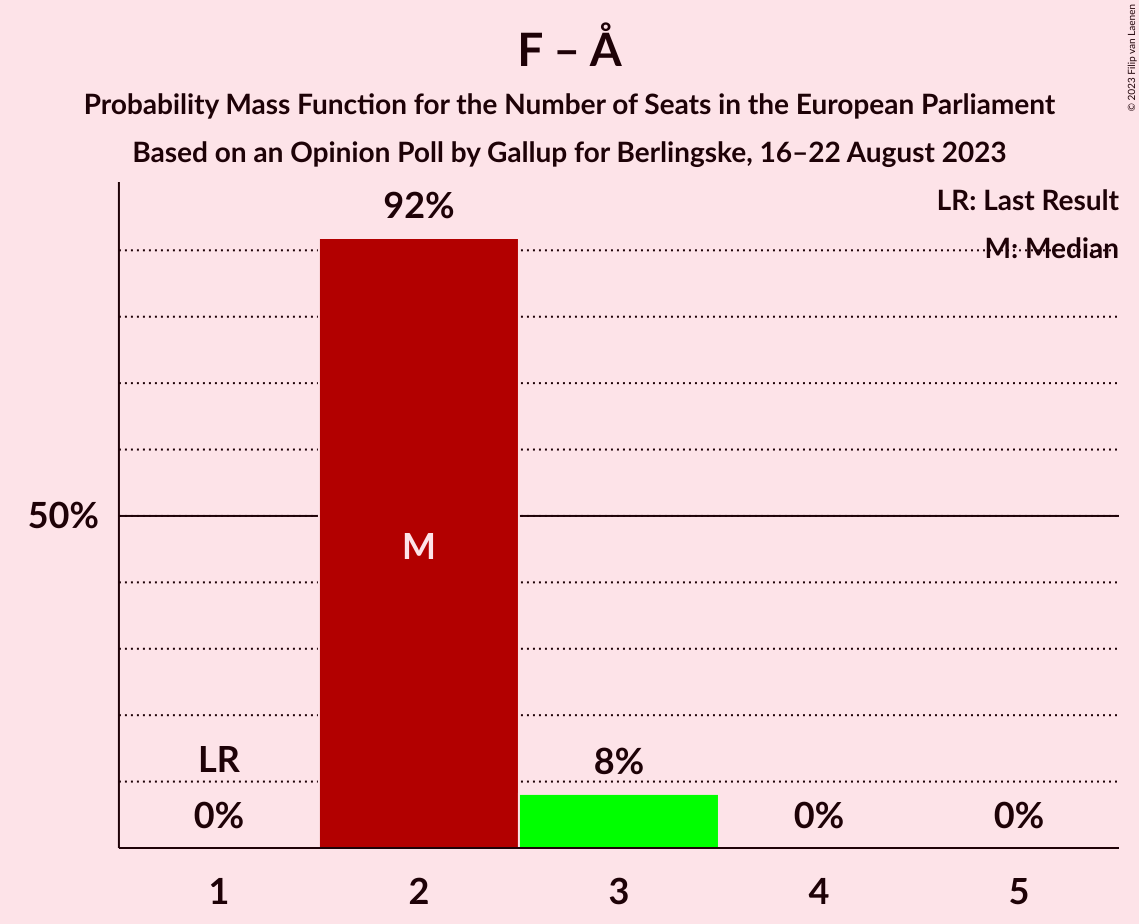 F – Å
Probability Mass Function for the Number of Seats in the European Parliament
Based on an Opinion Poll by Gallup for Berlingske, 16–22 August 2023
© 2023 Filip van Laenen
LR: Last Result
M: Median
92%
50%
M
LR
8%
0%
0%
0%
1 2 3 4 5